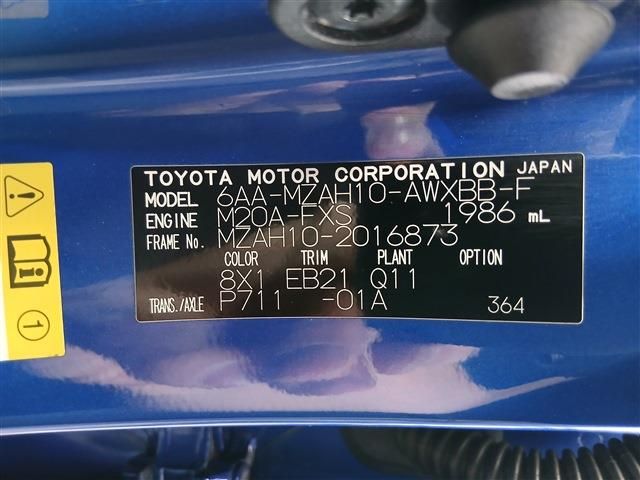 TOYOTA MOTOR CORPORATION JAPAN
MODEL 6AA-MZAH10-AWXBB-F
ENGINE M20A-FXS 1986 mL
FRAME No. MZAH10-2016873
COLOR TRIM PLANT OPTION
8X1 EB21 Q11
TRANS./AXLE P711 -01A 364
1